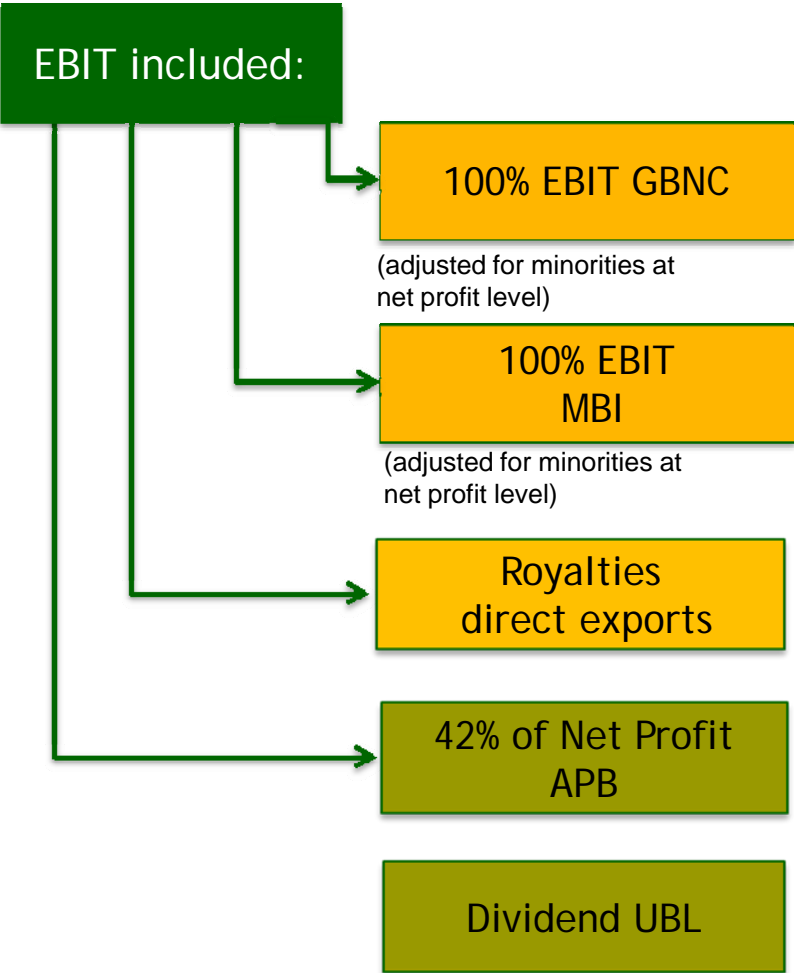 EBIT included:
100% EBIT GBNC
(adjusted for minorities at
net profit level)
100% EBIT
MBI
(adjusted for minorities at
net profit level)
Royalties
direct exports
42% of Net Profit
APB
Dividend UBL